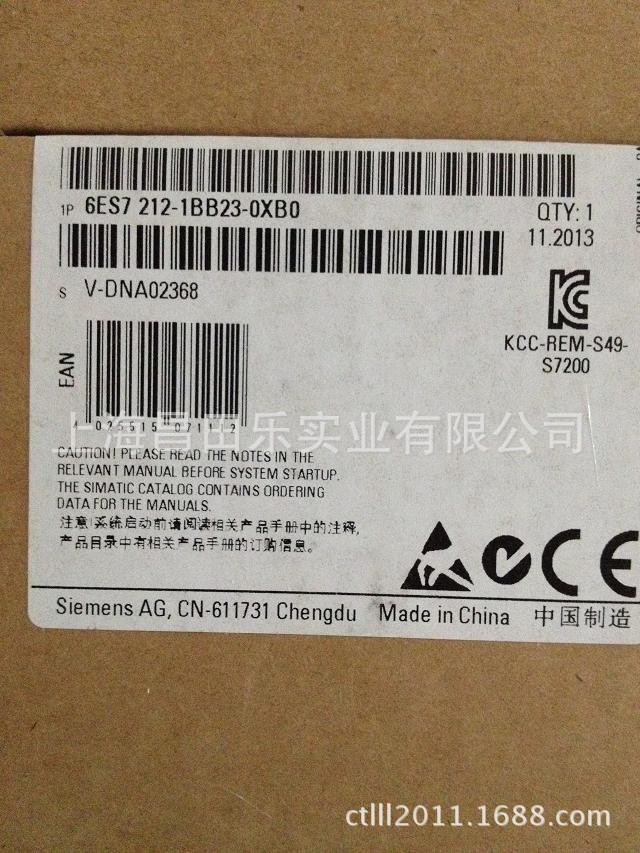 1P 6ES7 212-1BB23-0XB0
QTY: 1
11.2013
S V-DNA02368
KCC-REM-S49-
S7200
EAN
上海昌田乐实业有限公司
CAUTION! PLEASE READ THE NOTES IN THE
RELEVANT MANUAL BEFORE SYSTEM STARTUP.
THE SIMATIC CATALOG CONTAINS ORDERING
DATA FOR THE MANUALS.
注意!系统启动前请阅读相关产品手册中的注释,
产品目录中有相关产品手册的订购信息。
CE
Siemens AG, CN-611731 Chengdu Made in China 中国制造
ctlll2011.1688.com